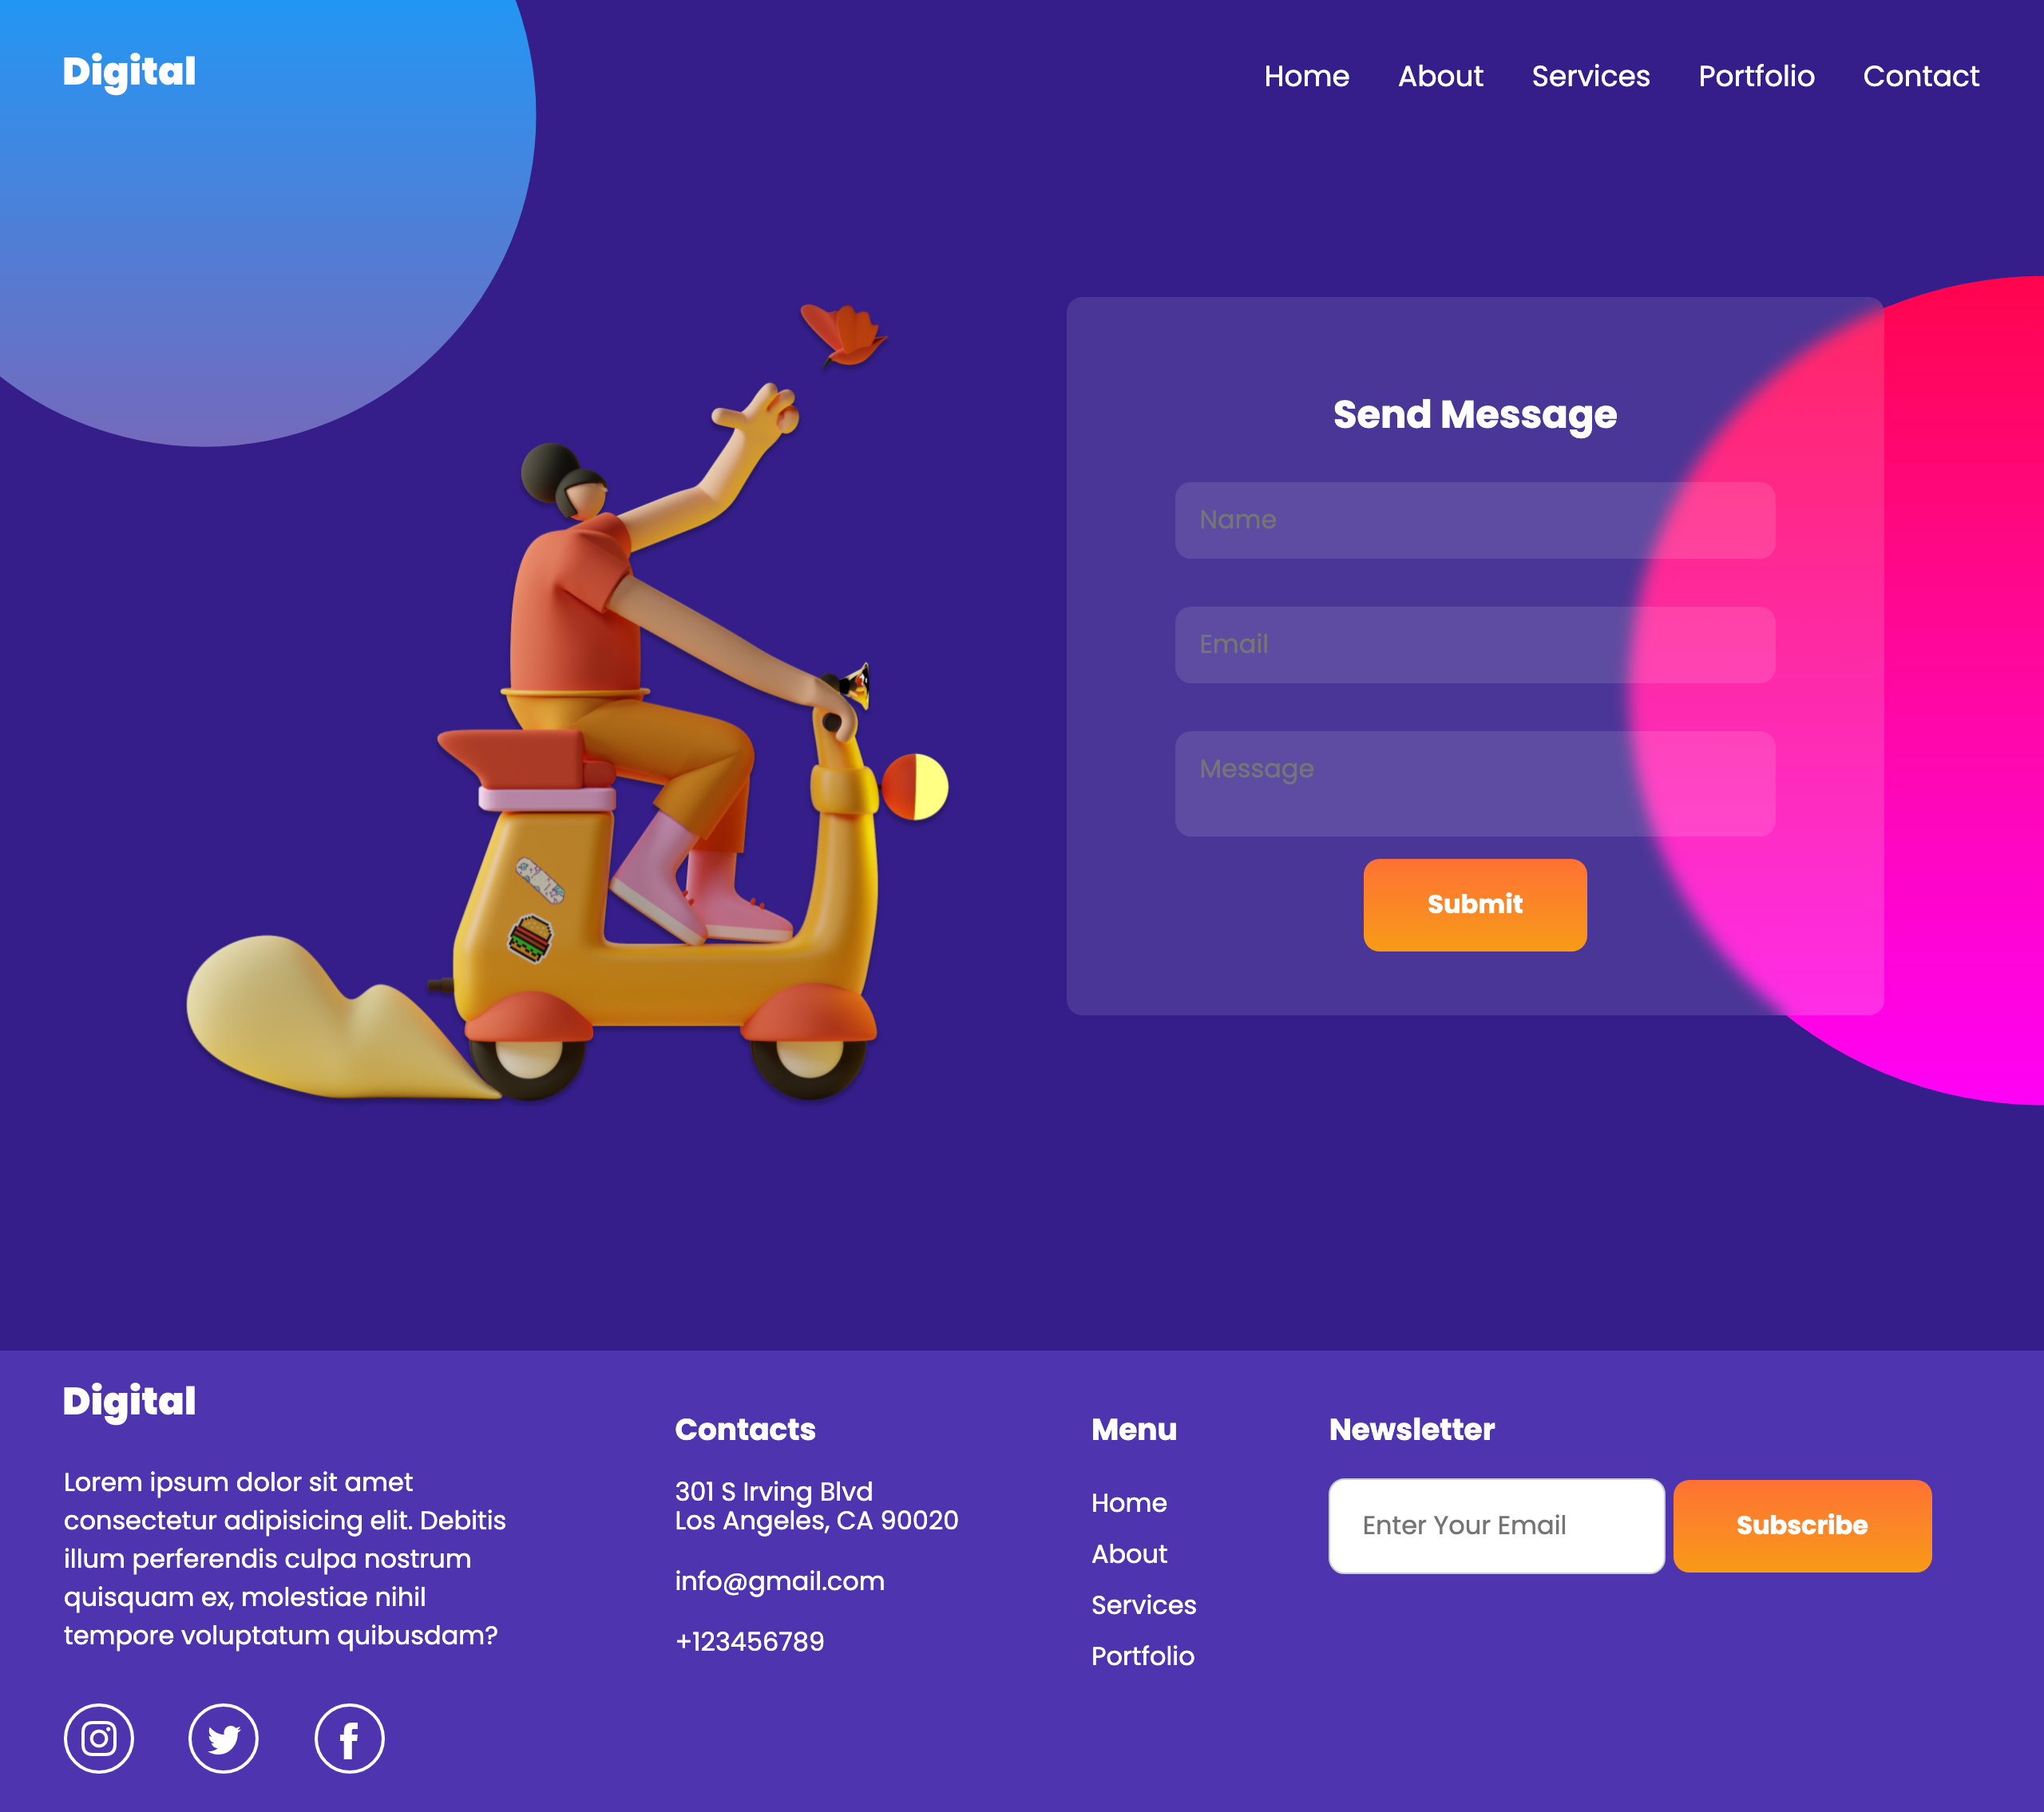 Digital
Home
About
Services
Portfolio
Contact
Send Message
Name
Email
Message
Submit
Digital
Lorem ipsum dolor sit amet
consectetur adipisicing elit. Debitis
illum perferendis culpa nostrum
quisquam ex, molestiae nihil
tempore voluptatum quibusdam?
Contacts
301 S Irving Blvd
Los Angeles, CA 90020
info@gmail.com
+123456789
Menu
Home
About
Services
Portfolio
Newsletter
Enter Your Email
Subscribe